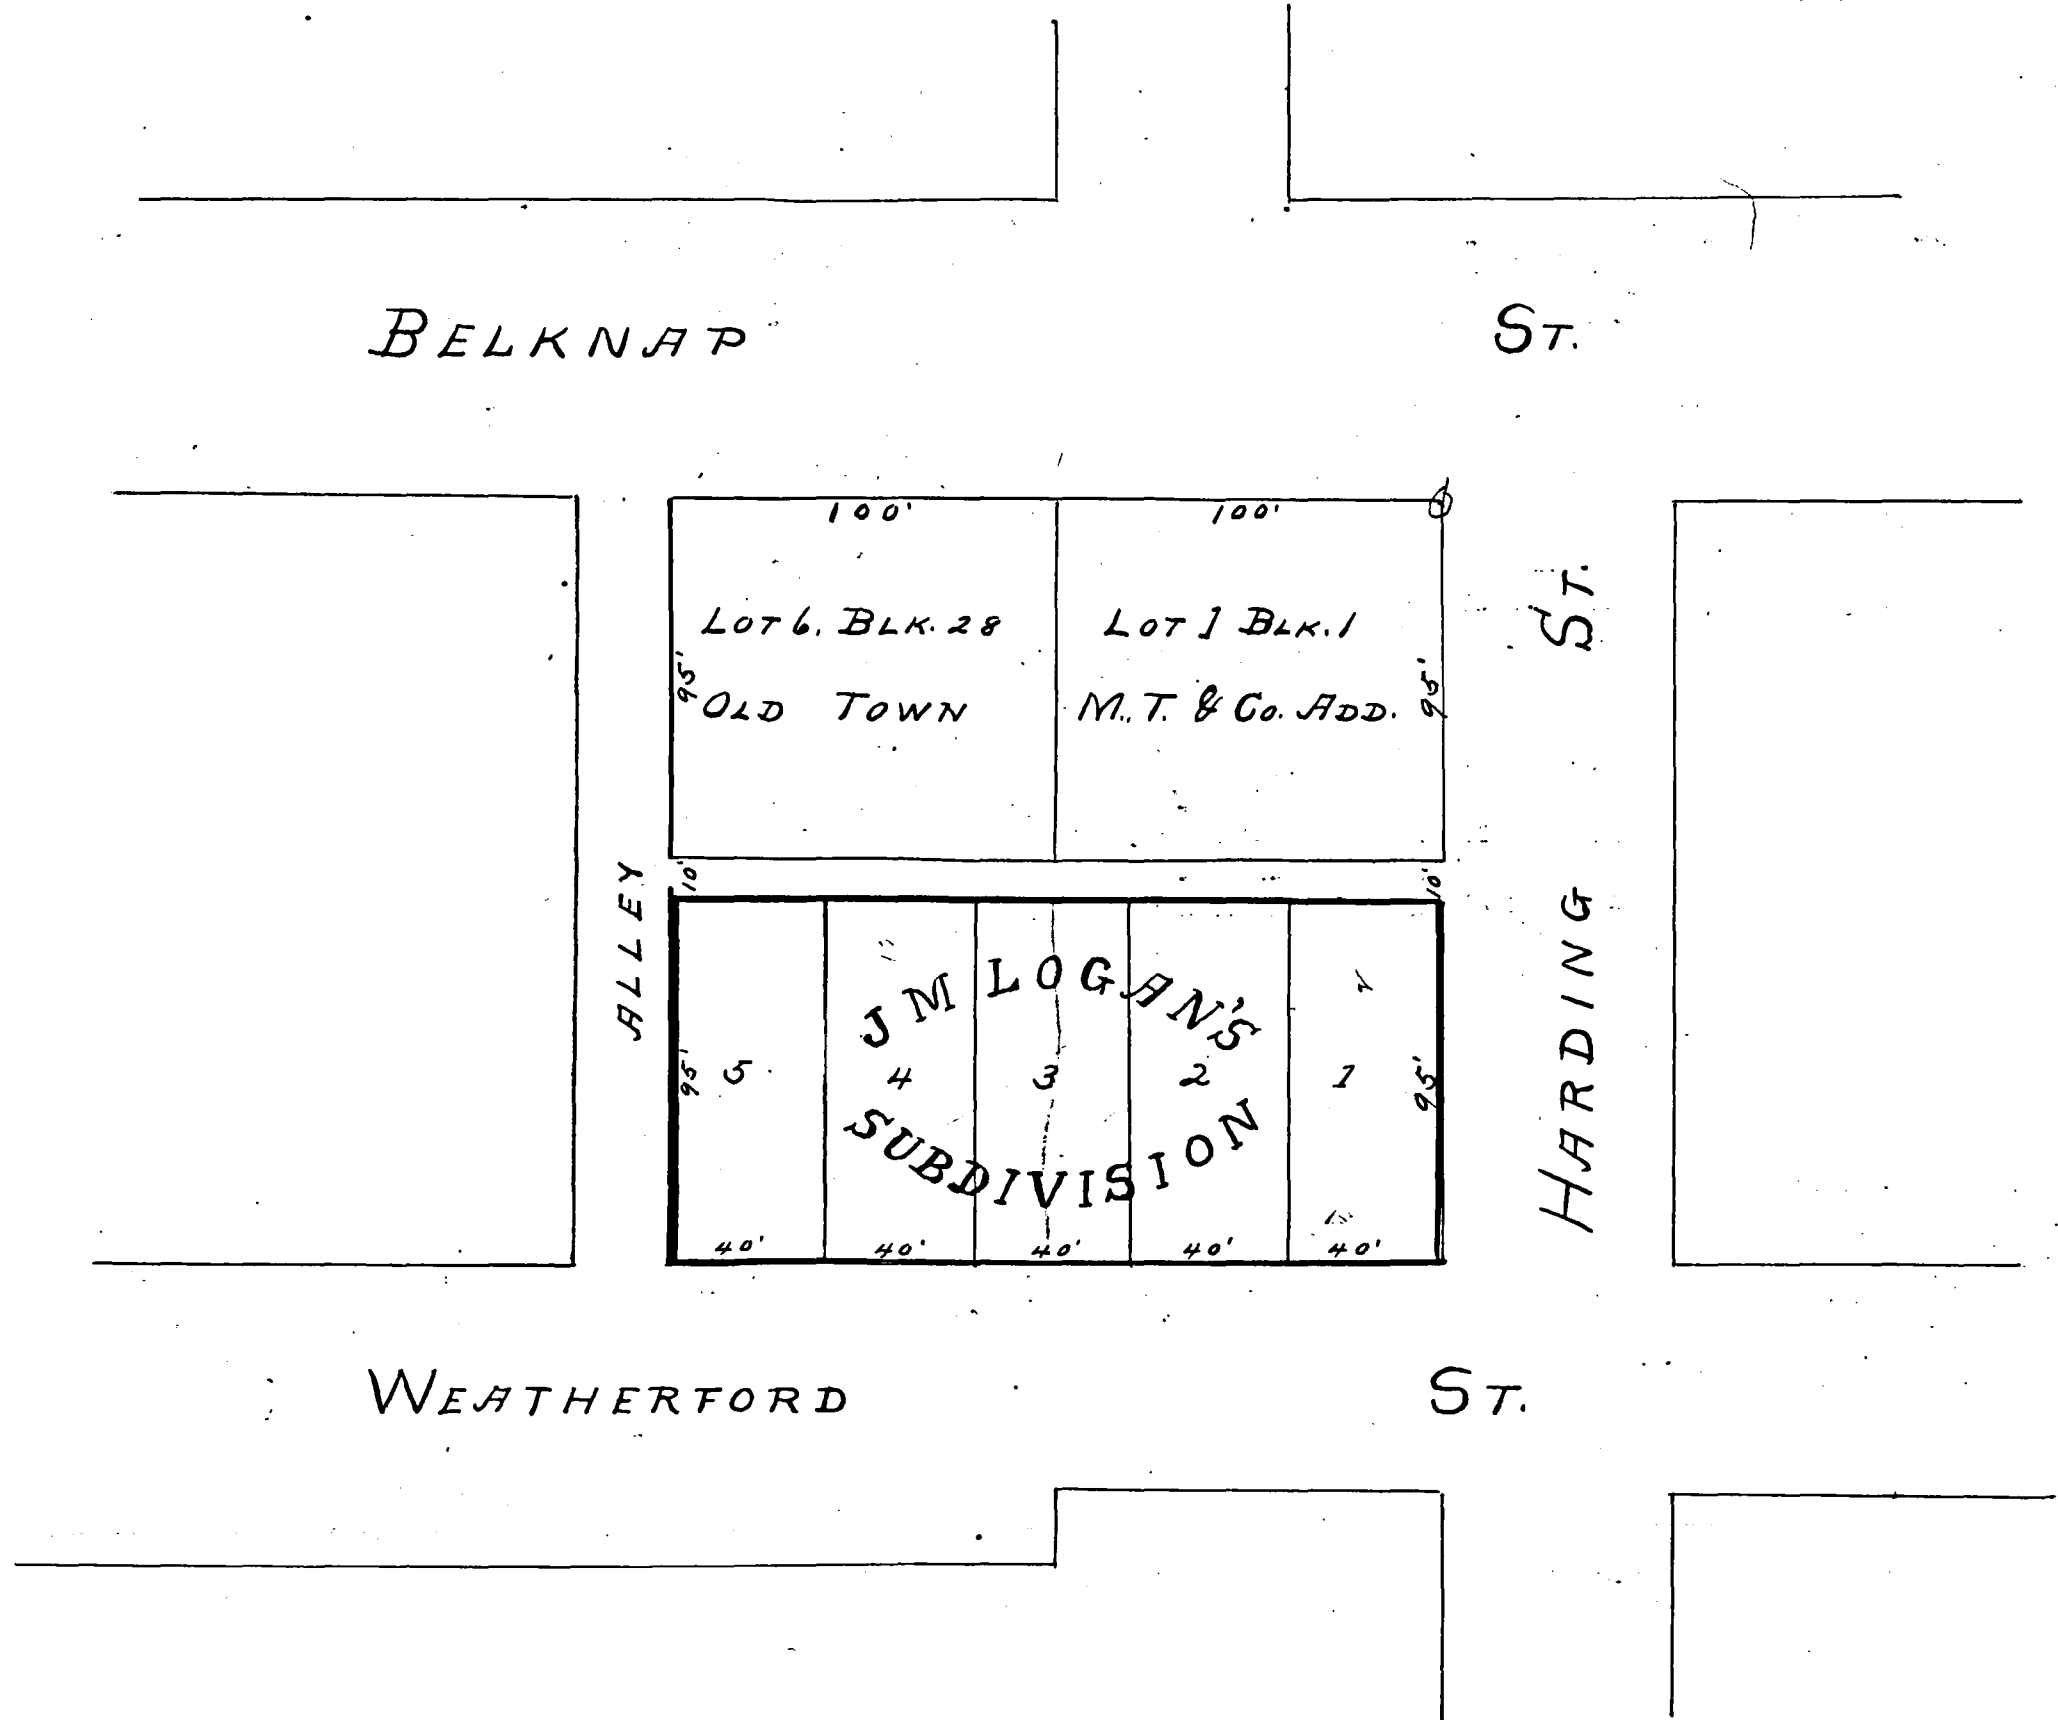 BELKNAP ST.
100' 100'
LOT 6. BLK. 28
OLD TOWN
95'
LOT 1 BLK. 1
M. T. & CO. ADD.
95'
HARDING ST.
ALLEY
10' 10'
J M LOGAN'S
95' 5 4 3 2 1 95'
SUBDIVISION
40' 40' 40' 40' 40'
WEATHERFORD ST.